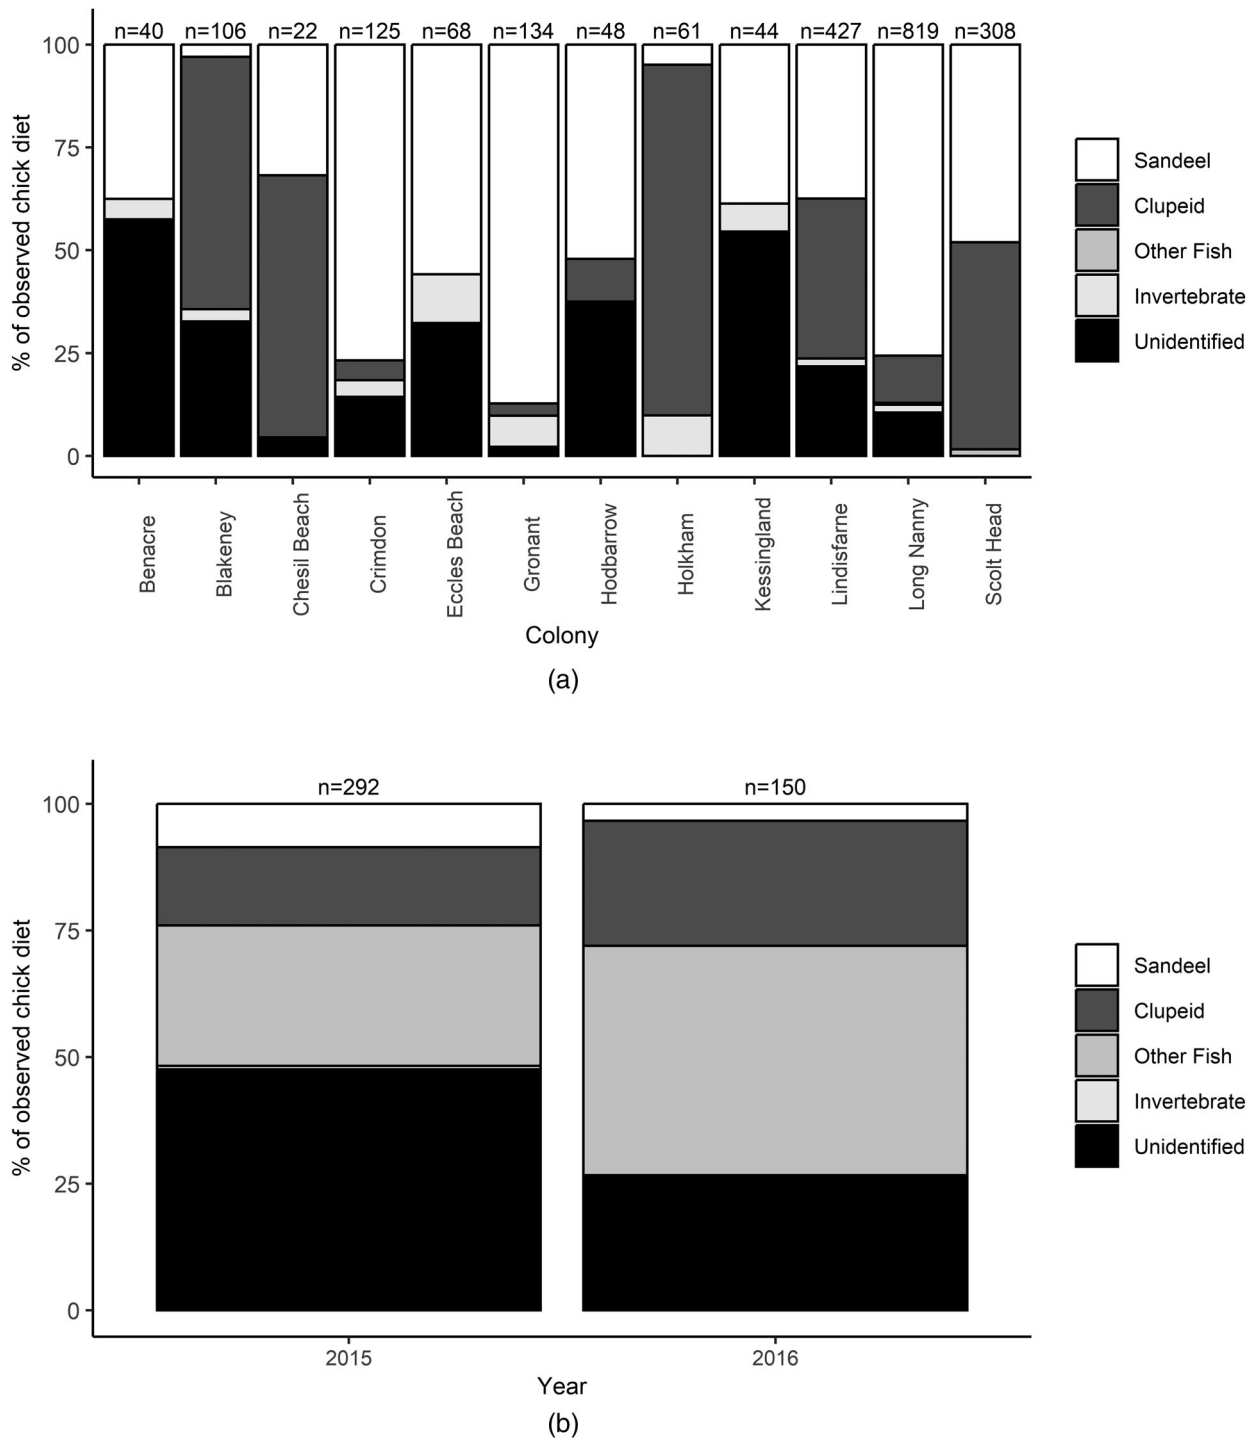 n=40 n=106 n=22 n=125 n=68 n=134 n=48 n=61 n=44 n=427 n=819 n=308
100
75
50
25
0
% of observed chick diet
Sandeel
Clupeid
Other Fish
Invertebrate
Unidentified
Benacre
Blakeney
Chesil Beach
Crimdon
Eccles Beach
Gronant
Hodbarrow
Holkham
Kessingland
Lindisfarne
Long Nanny
Scolt Head
Colony
(a)
n=292 n=150
100
75
50
25
0
% of observed chick diet
Sandeel
Clupeid
Other Fish
Invertebrate
Unidentified
2015 2016
Year
(b)